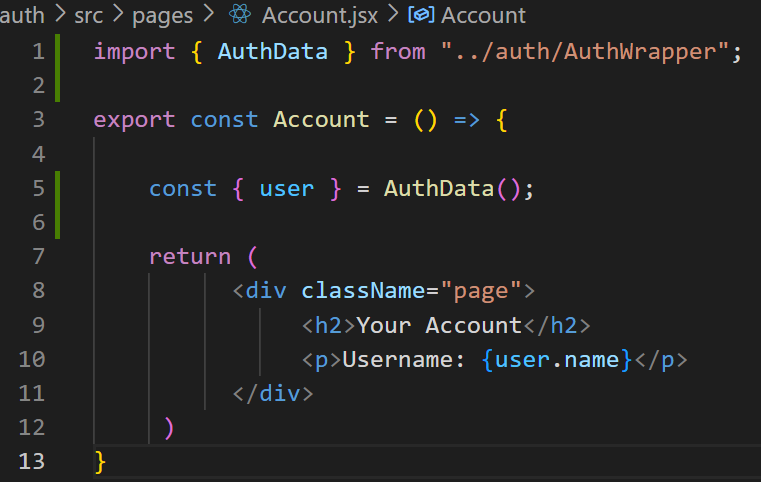 auth > src > pages > Account.jsx > Account
1 import { AuthData } from "../auth/AuthWrapper";
2
3 export const Account = () => {
4
5     const { user } = AuthData();
6
7     return (
8           <div className="page">
9                <h2>Your Account</h2>
10               <p>Username: {user.name}</p>
11          </div>
12     )
13 }